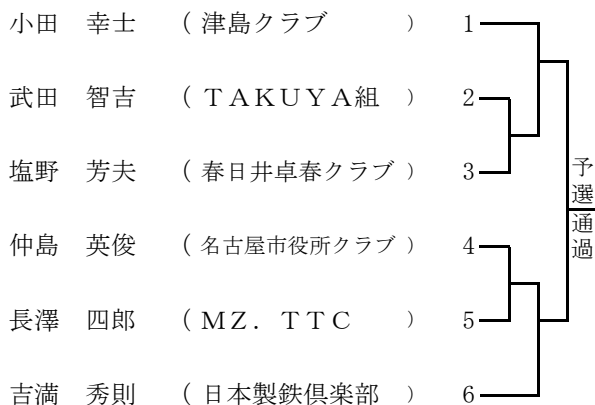 小田 幸士 ( 津島クラブ ) 1
武田 智吉 ( TAKUYA組 ) 2
塩野 芳夫 ( 春日井卓春クラブ ) 3
仲島 英俊 ( 名古屋市役所クラブ ) 4
長澤 四郎 ( MZ. TTC ) 5
吉満 秀則 ( 日本製鉄倶楽部 ) 6
予選通過